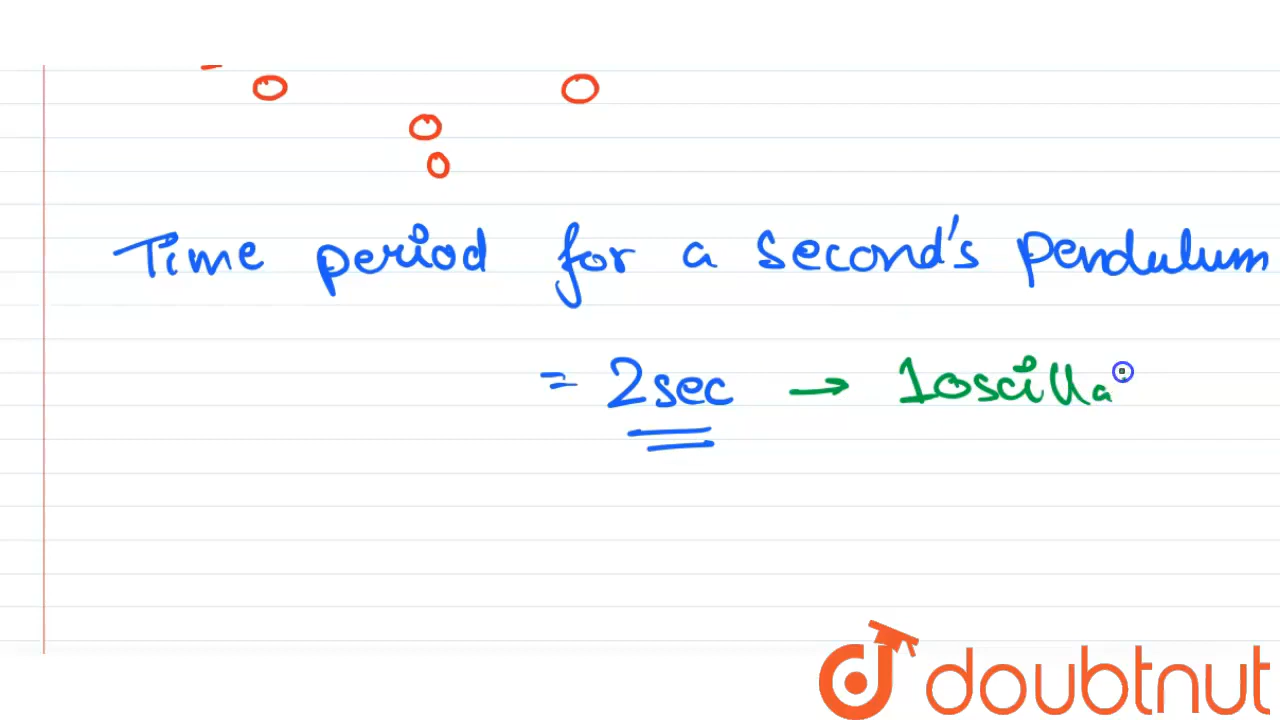 Time period for a second's pendulum
= 2sec → 1oscilla
doubtnut